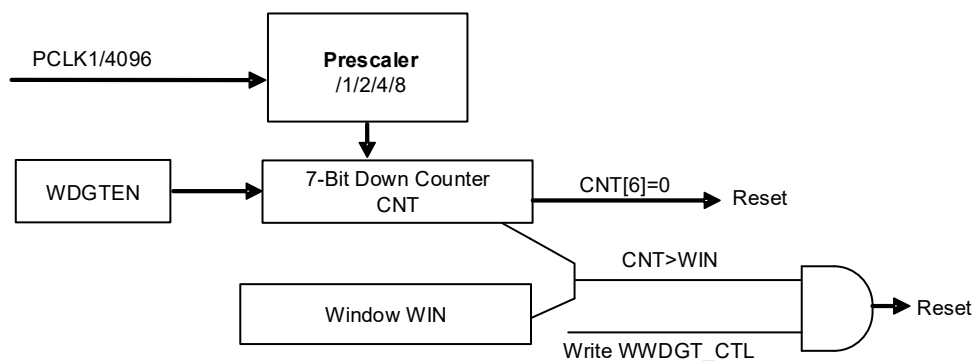 PCLK1/4096
Prescaler
/1/2/4/8
WDGTEN
7-Bit Down Counter
CNT
CNT[6]=0
Reset
CNT>WIN
Window WIN
Reset
Write WWDGT_CTL